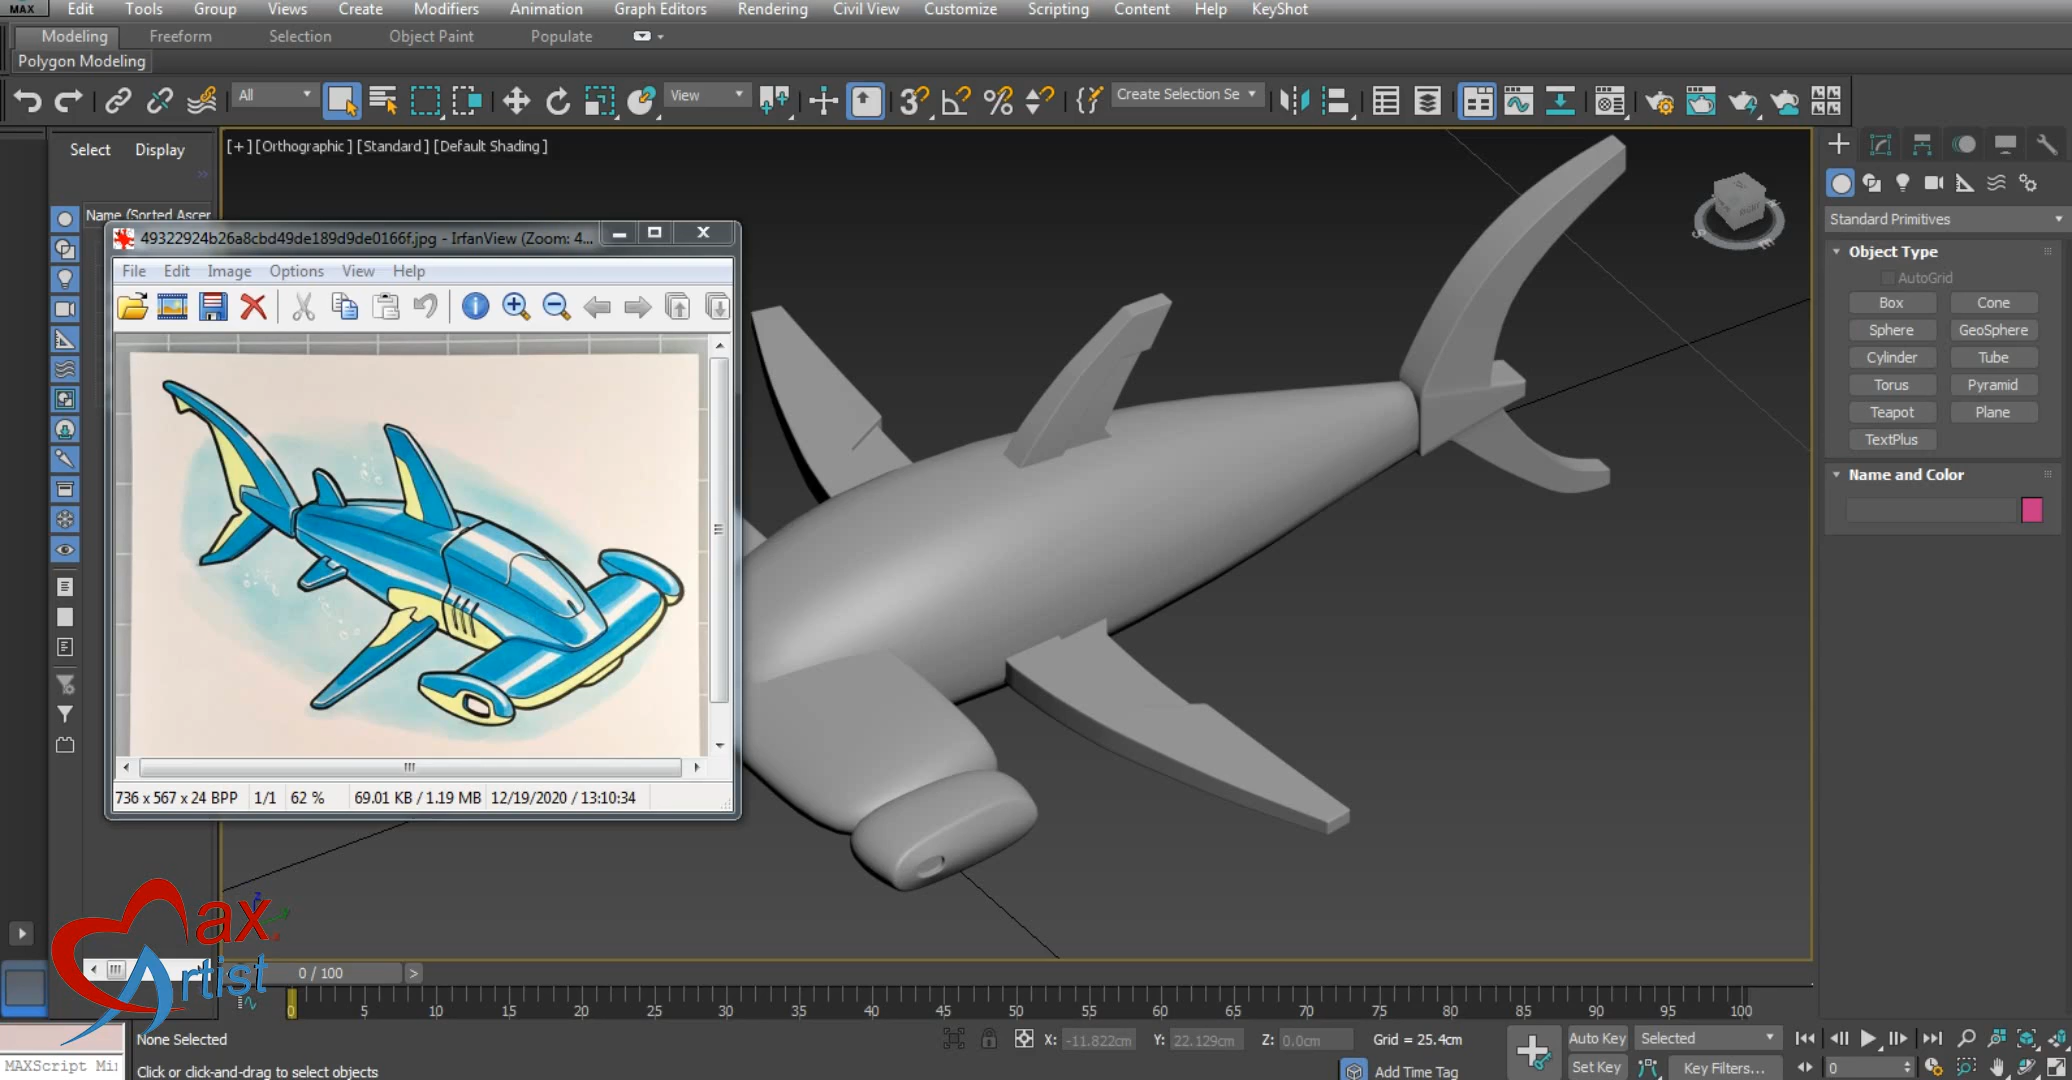 MAX Edit Tools Group Views Create Modifiers Animation Graph Editors Rendering Civil View Customize Scripting Content Help KeyShot
Modeling Freeform Selection Object Paint Populate
Polygon Modeling
All View Create Selection Se
Select Display
[+] [Orthographic] [Standard] [Default Shading]
Name (Sorted Ascer
49322924b26a8cbd49de189d9de0166f.jpg - IrfanView (Zoom: 4...
File Edit Image Options View Help
736 x 567 x 24 BPP 1/1 62 % 69.01 KB / 1.19 MB 12/19/2020 / 13:10:34
Standard Primitives
Object Type
AutoGrid
Box Cone
Sphere GeoSphere
Cylinder Tube
Torus Pyramid
Teapot Plane
TextPlus
Name and Color
Max
Artist
0 / 100 >
0 5 10 15 20 25 30 35 40 45 50 55 60 65 70 75 80 85 90 95 100
None Selected X: -11.822cm Y: 22.129cm Z: 0.0cm Grid = 25.4cm Auto Key Selected
MAXScript Mi
Click or click-and-drag to select objects Add Time Tag Set Key Key Filters... 0